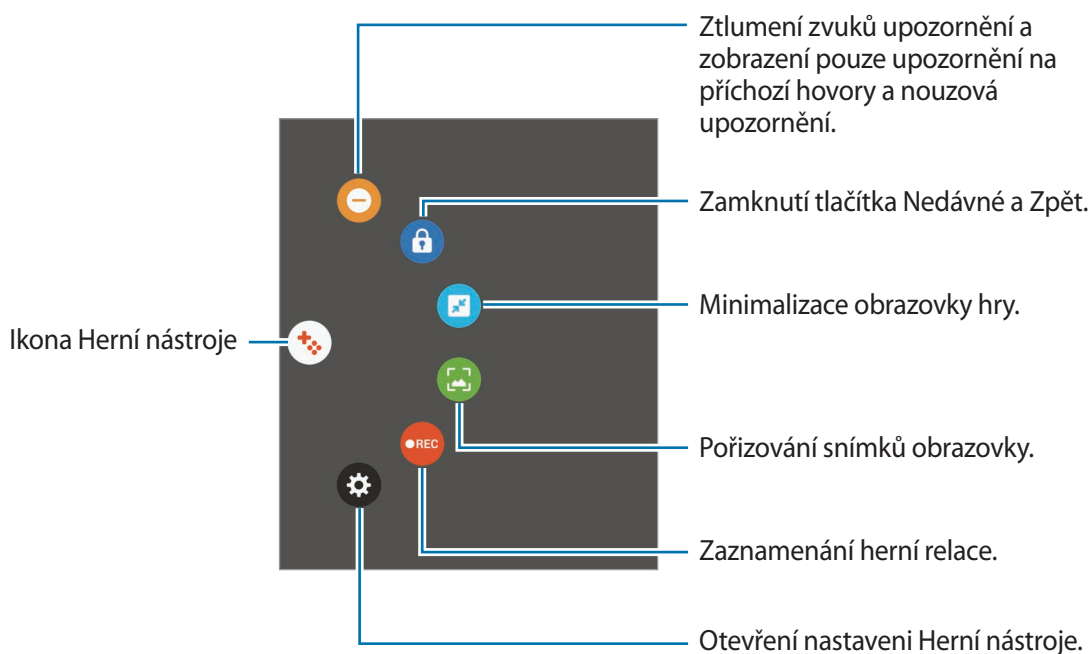 Ztlumení zvuků upozornění a
zobrazení pouze upozornění na
příchozí hovory a nouzová
upozornění.
Zamknutí tlačítka Nedávné a Zpět.
Minimalizace obrazovky hry.
Ikona Herní nástroje
Pořizování snímků obrazovky.
REC
Zaznamenání herní relace.
Otevření nastaveni Herní nástroje.